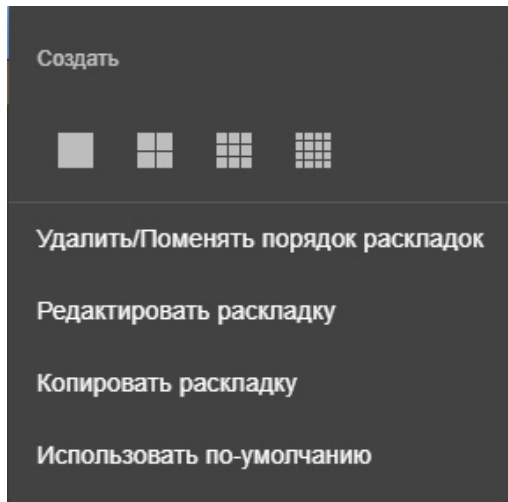 Создать
Удалить/Поменять порядок раскладок
Редактировать раскладку
Копировать раскладку
Использовать по-умолчанию